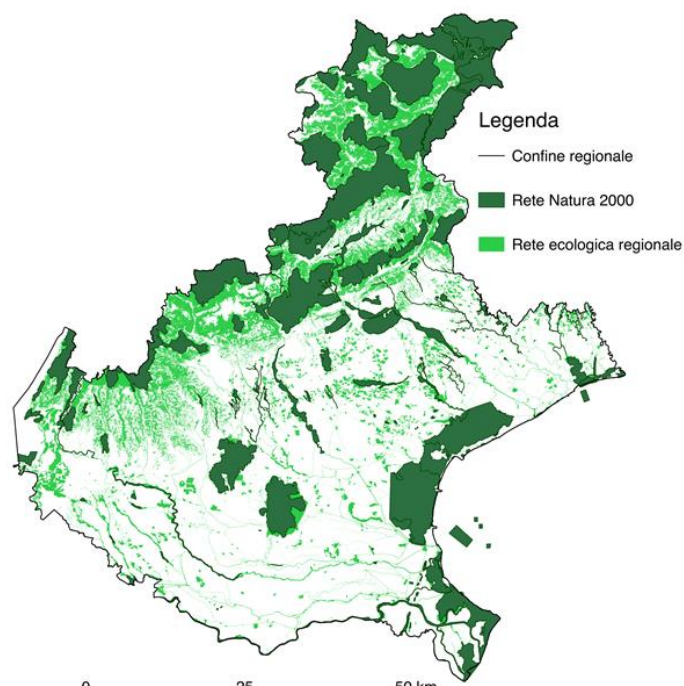 Legenda
Confine regionale
Rete Natura 2000
Rete ecologica regionale
0 25 50 km